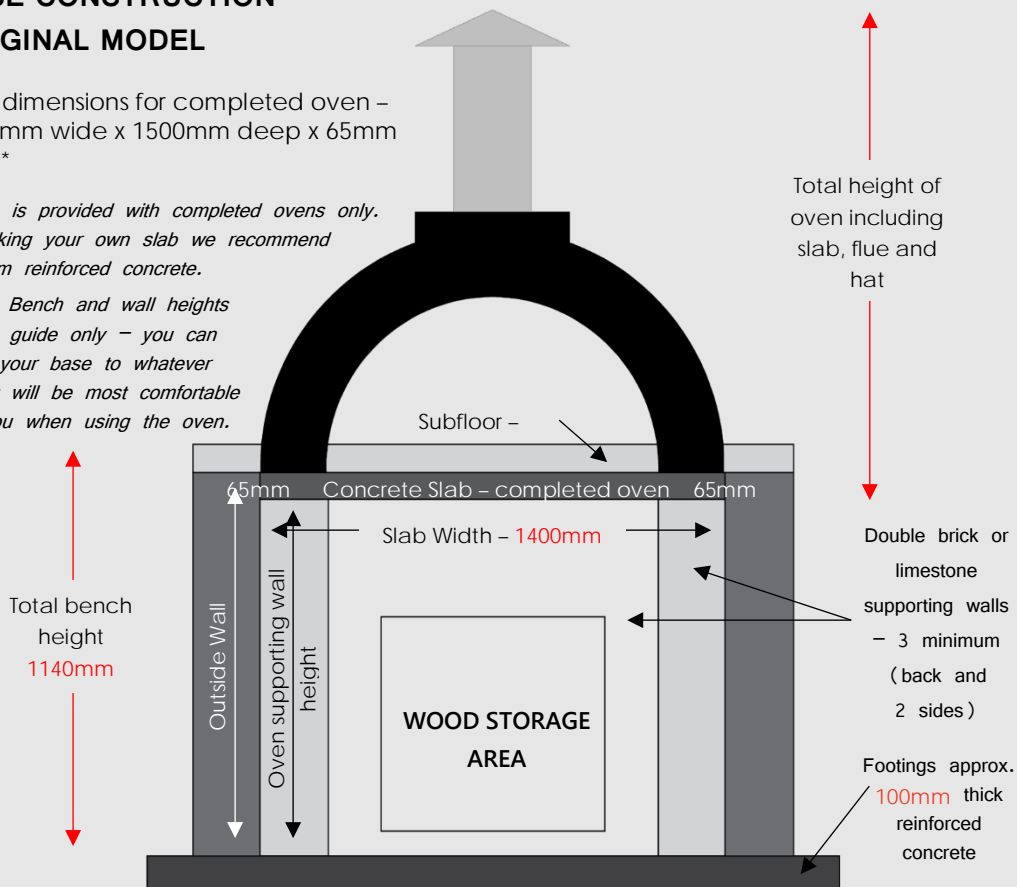 CONSTRUCTION
MODEL
dimensions for completed oven –
wide x 1500mm deep x 65mm
*
is provided with completed ovens only.
your own slab we recommend
reinforced concrete.
Bench and wall heights
guide only – you can
your base to whatever
will be most comfortable
when using the oven.
Total height of
oven including
slab, flue and
hat
Subfloor –
65mm Concrete Slab – completed oven 65mm
Slab Width – 1400mm
Total bench
height
1140mm
Outside Wall
Oven supporting wall
height
WOOD STORAGE
AREA
Double brick or
limestone
supporting walls
– 3 minimum
(back and
2 sides)
Footings approx.
100mm thick
reinforced
concrete